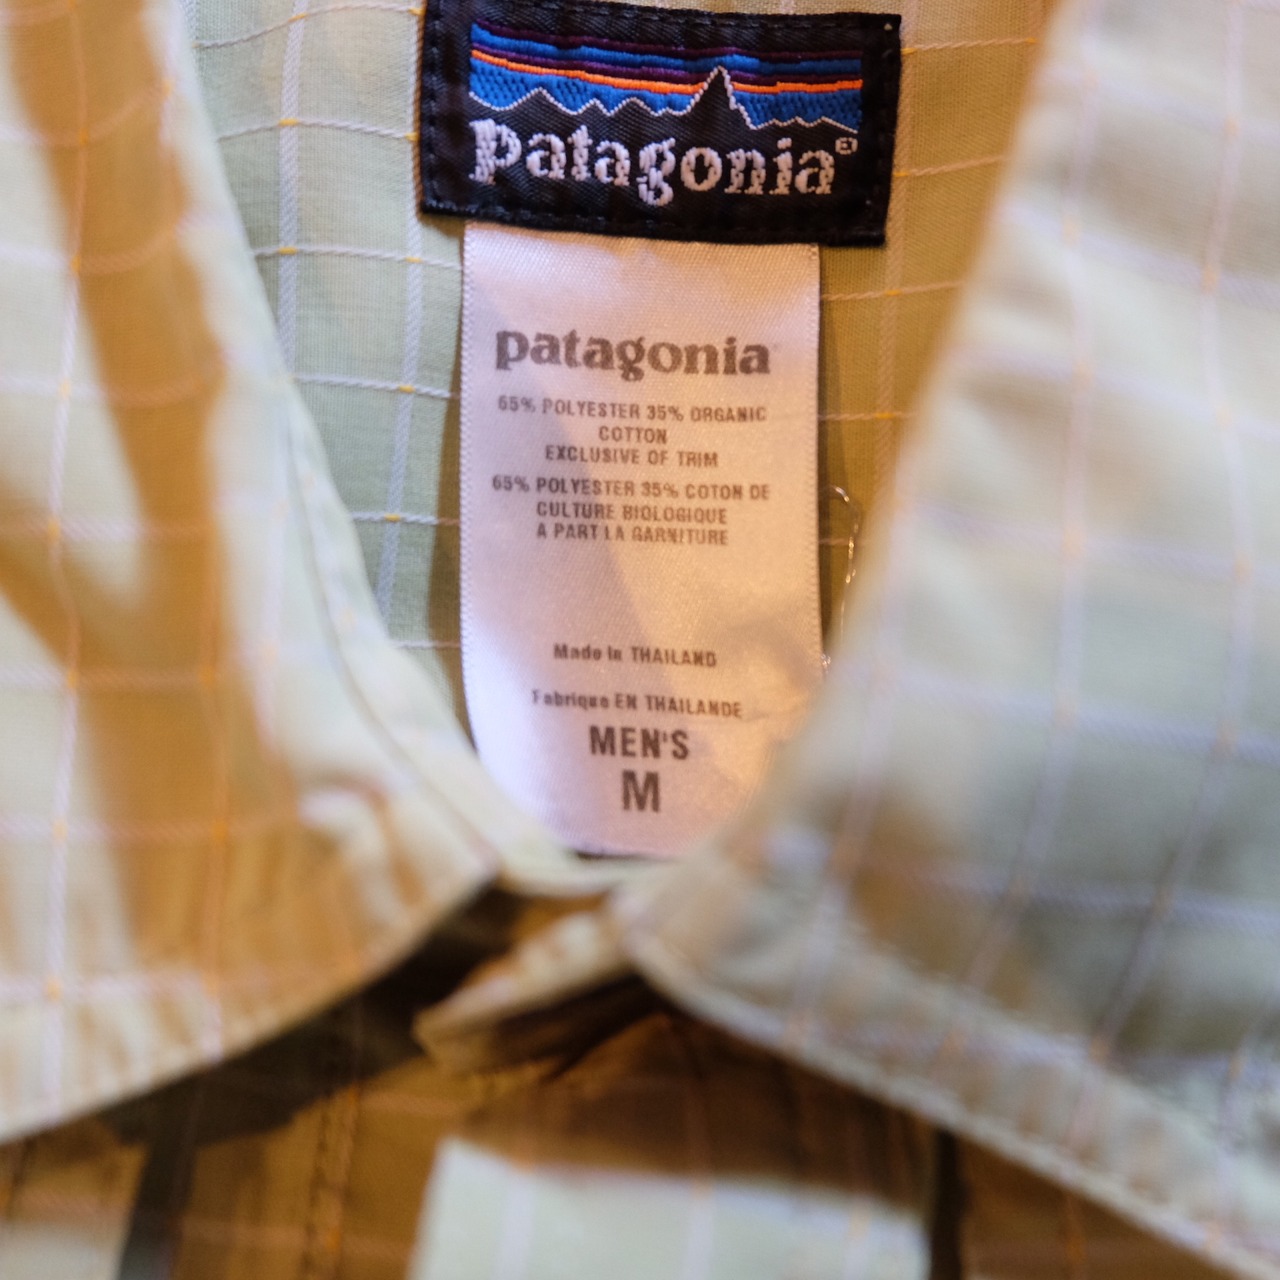 patagonia®
patagonia
65% POLYESTER 35% ORGANIC
COTTON
EXCLUSIVE OF TRIM
65% POLYESTER 35% COTON DE
CULTURE BIOLOGIQUE
A PART LA GARNITURE
Made in THAILAND
Fabrique EN THAILANDE
MEN'S
M